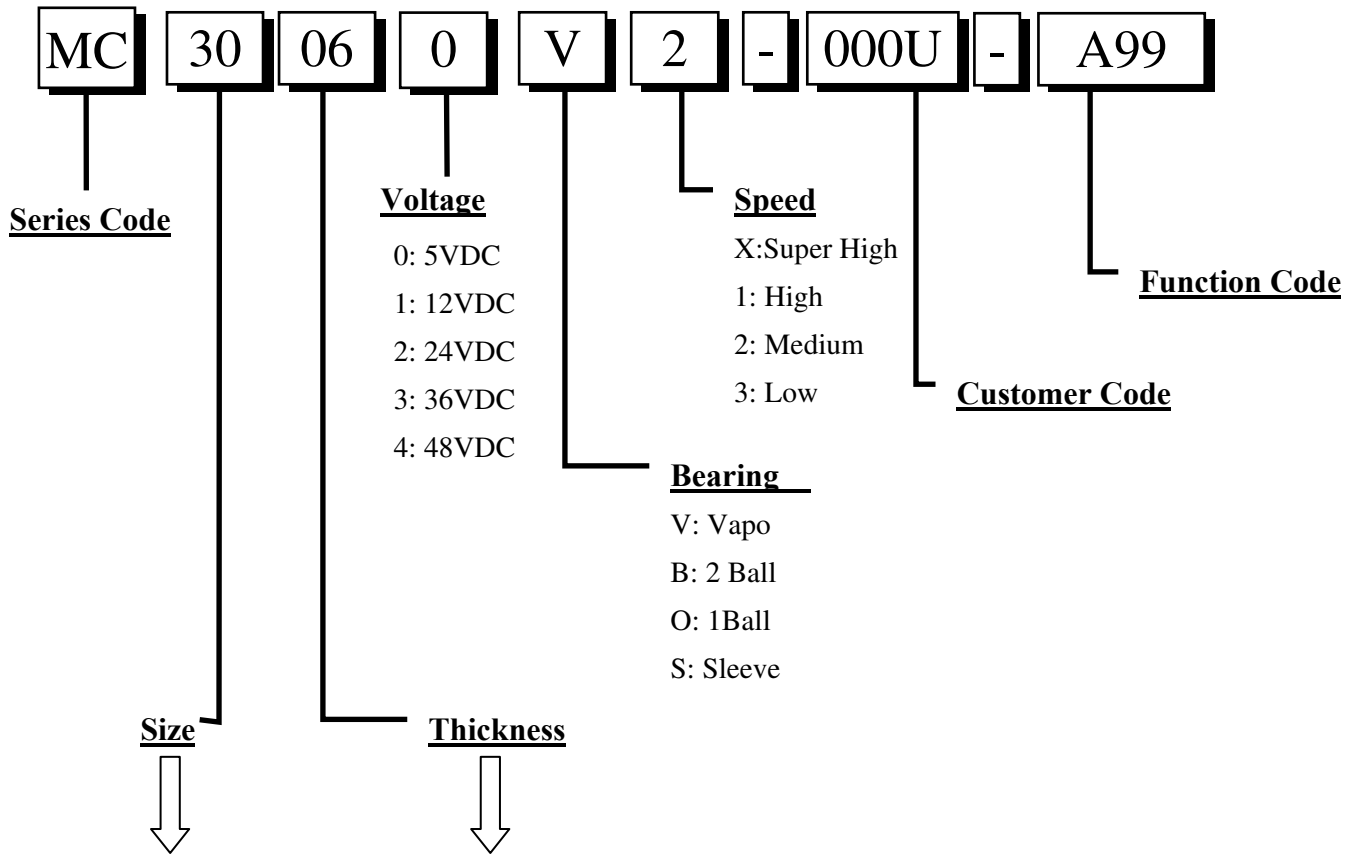 MC 30 06 0 V 2 - 000U - A99
Series Code
Voltage
0: 5VDC
1: 12VDC
2: 24VDC
3: 36VDC
4: 48VDC
Speed
X:Super High
1: High
2: Medium
3: Low
Function Code
Customer Code
Bearing
V: Vapo
B: 2 Ball
O: 1Ball
S: Sleeve
Size
Thickness